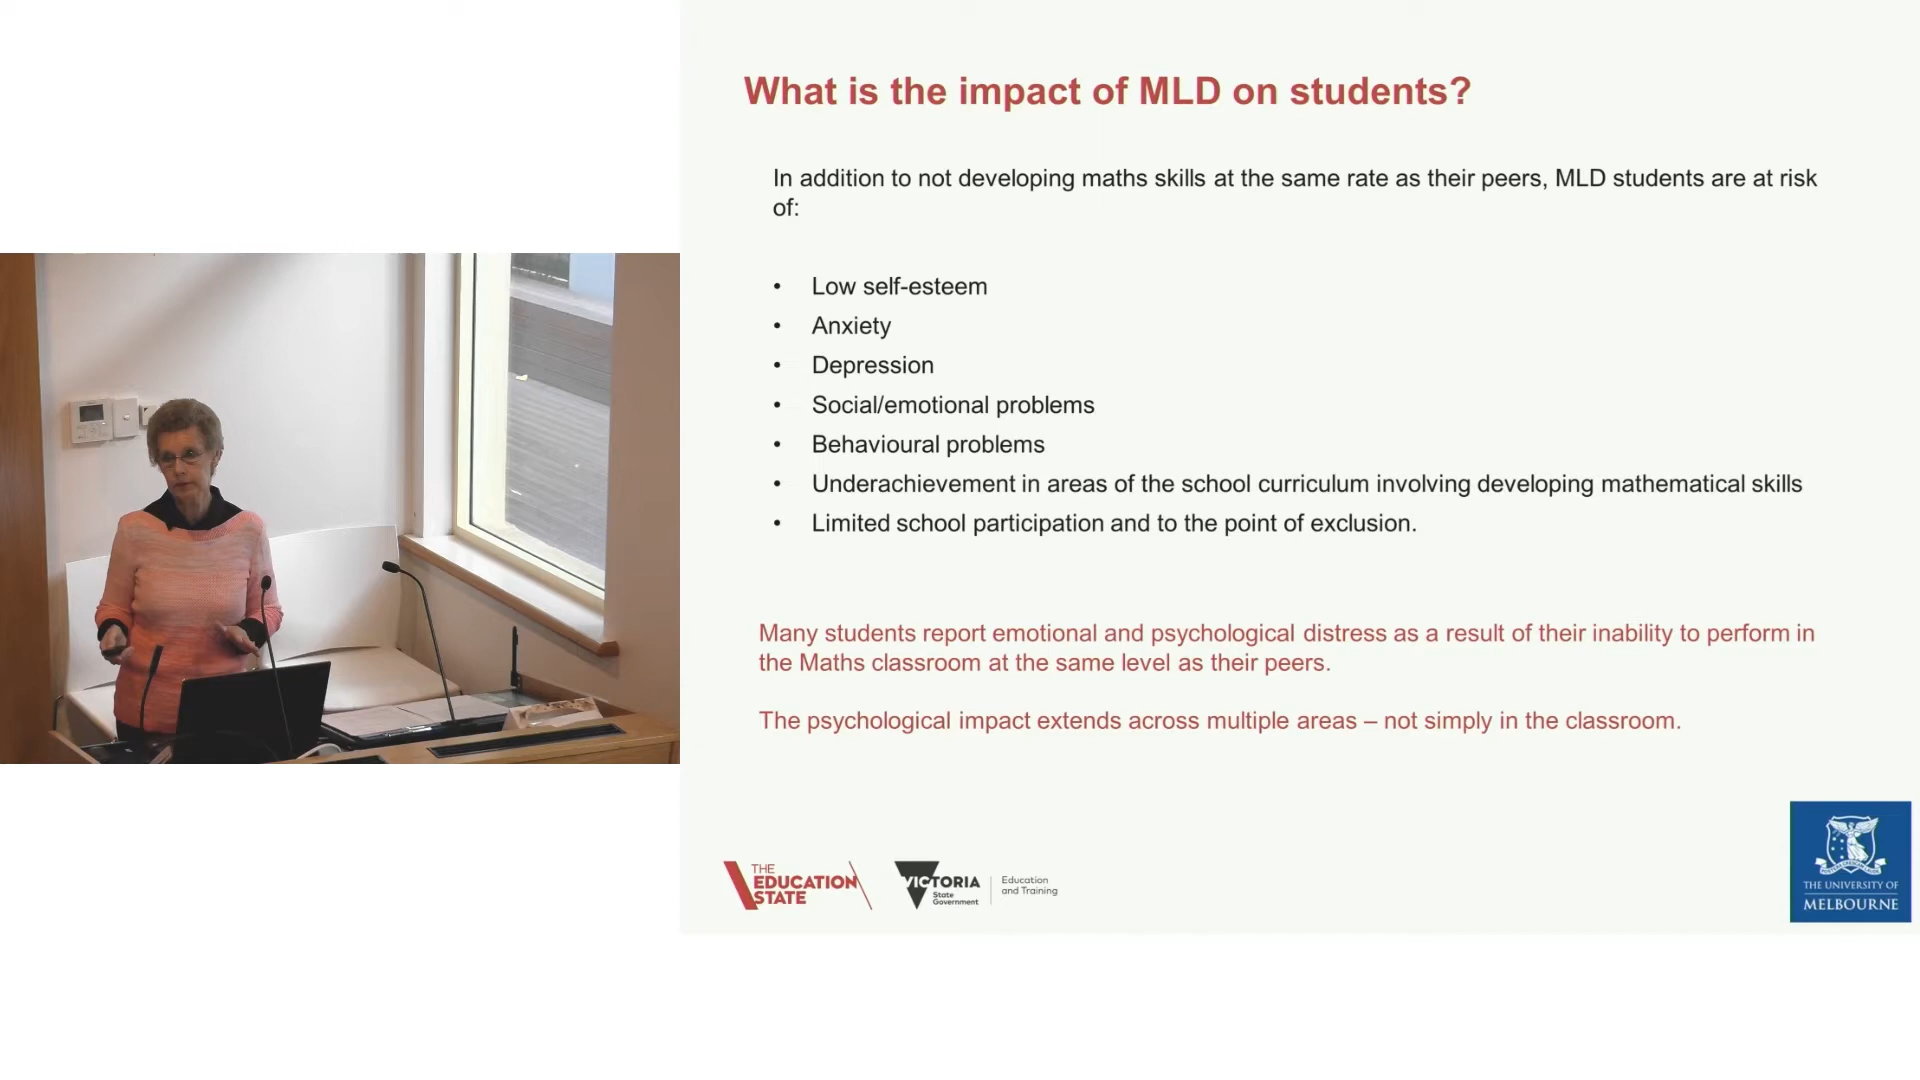 What is the impact of MLD on students?
In addition to not developing maths skills at the same rate as their peers, MLD students are at risk
of:
• Low self-esteem
• Anxiety
• Depression
• Social/emotional problems
• Behavioural problems
• Underachievement in areas of the school curriculum involving developing mathematical skills
• Limited school participation and to the point of exclusion.
Many students report emotional and psychological distress as a result of their inability to perform in
the Maths classroom at the same level as their peers.
The psychological impact extends across multiple areas – not simply in the classroom.
THE
EDUCATION
STATE
VICTORIA
State
Government
Education
and Training
THE UNIVERSITY OF
MELBOURNE